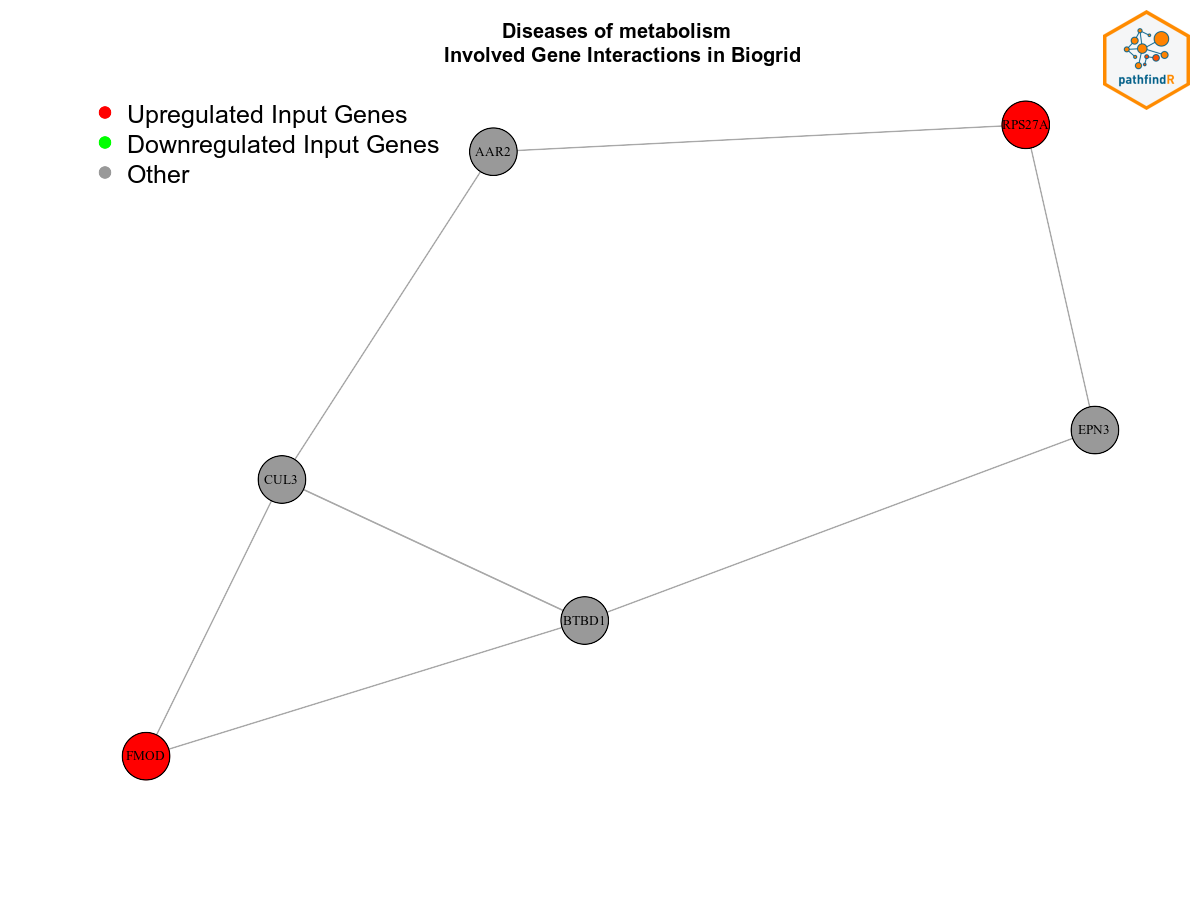 Diseases of metabolism
Involved Gene Interactions in Biogrid
pathfindR
Upregulated Input Genes
Downregulated Input Genes
Other
AAR2
RPS27A
EPN3
CUL3
BTBD1
FMOD